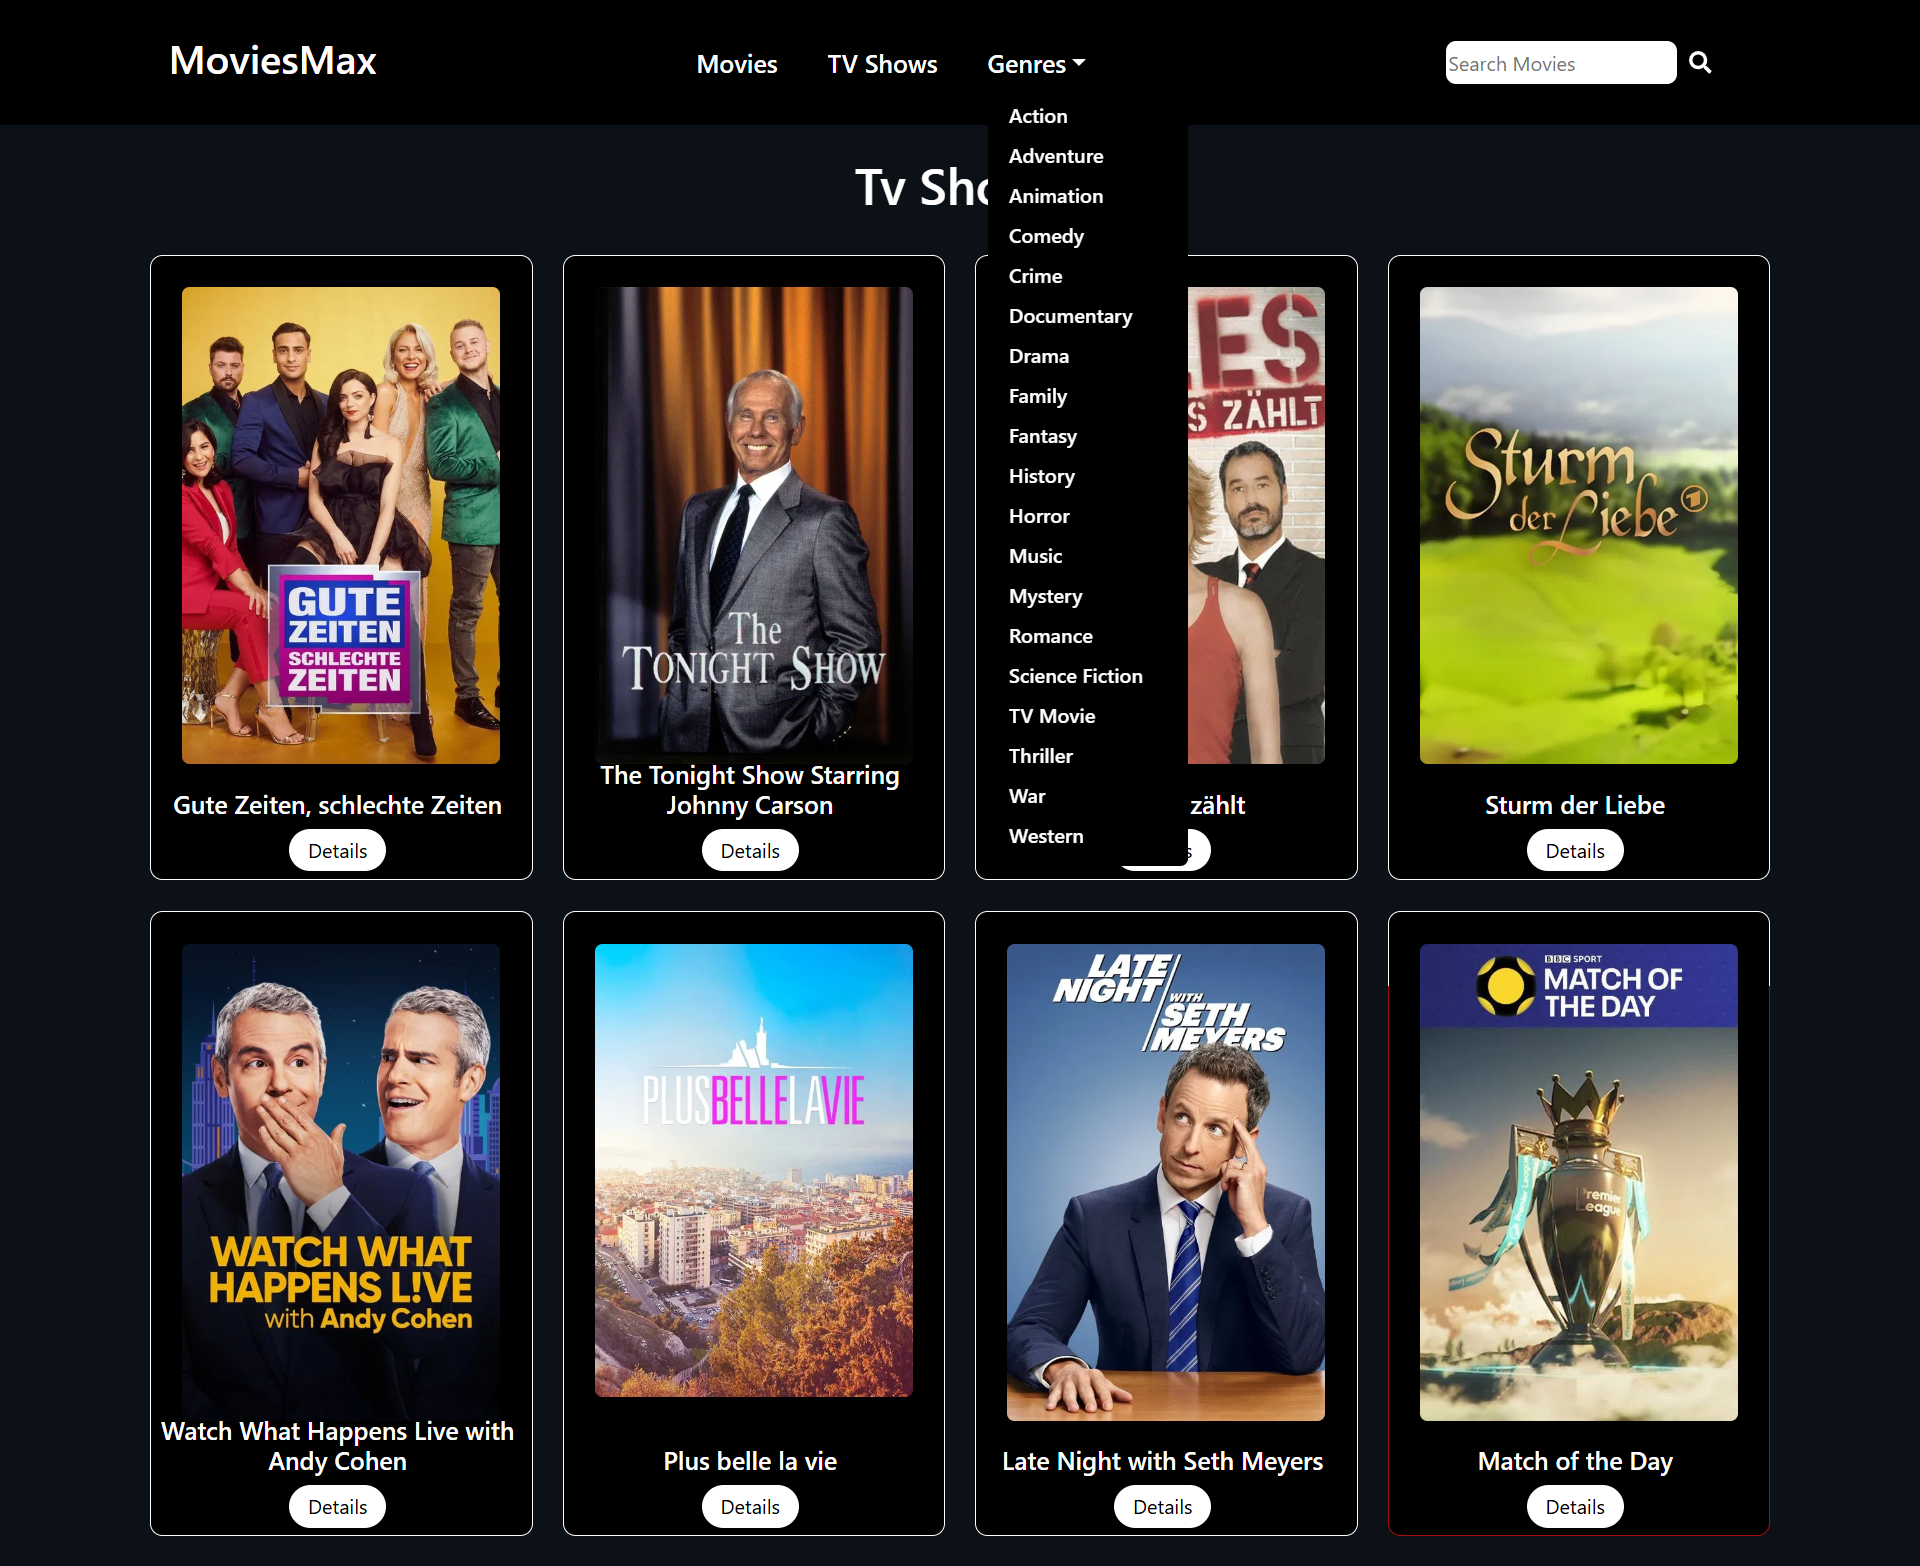 MoviesMax
Movies
TV Shows
Genres
Search Movies
Action
Adventure
Animation
Comedy
Crime
Documentary
Drama
Family
Fantasy
History
Horror
Music
Mystery
Romance
Science Fiction
TV Movie
Thriller
War
Western
Tv Sho
GUTE
ZEITEN
SCHLECHTE
ZEITEN
Gute Zeiten, schlechte Zeiten
Details
The
TONIGHT SHOW
The Tonight Show Starring
Johnny Carson
Details
ES
S ZÄHLT
zählt
s
Sturm
der Liebe
Sturm der Liebe
Details
WATCH WHAT
HAPPENS L!VE
with Andy Cohen
Watch What Happens Live with
Andy Cohen
Details
PLUSBELLELAVIE
Plus belle la vie
Details
LATE
NIGHT
WITH
SETH
MEYERS
Late Night with Seth Meyers
Details
BBC SPORT
MATCH OF
THE DAY
Premier
League
Premier League
Match of the Day
Details